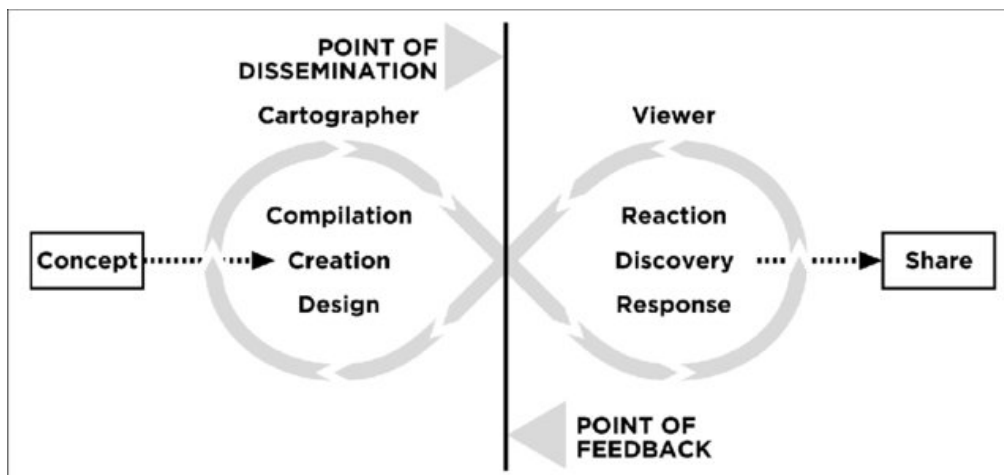 POINT OF
DISSEMINATION
Cartographer
Viewer
Compilation
Reaction
Concept
Creation
Discovery
Share
Design
Response
POINT OF
FEEDBACK